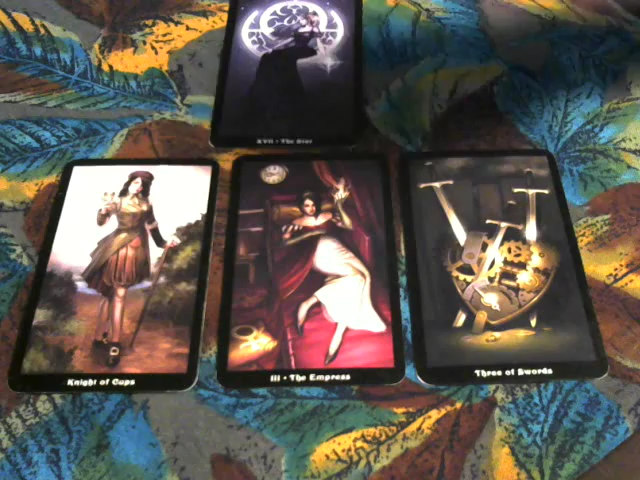 XVII • The Star
Knight of Cups
III • The Empress
Three of Swords